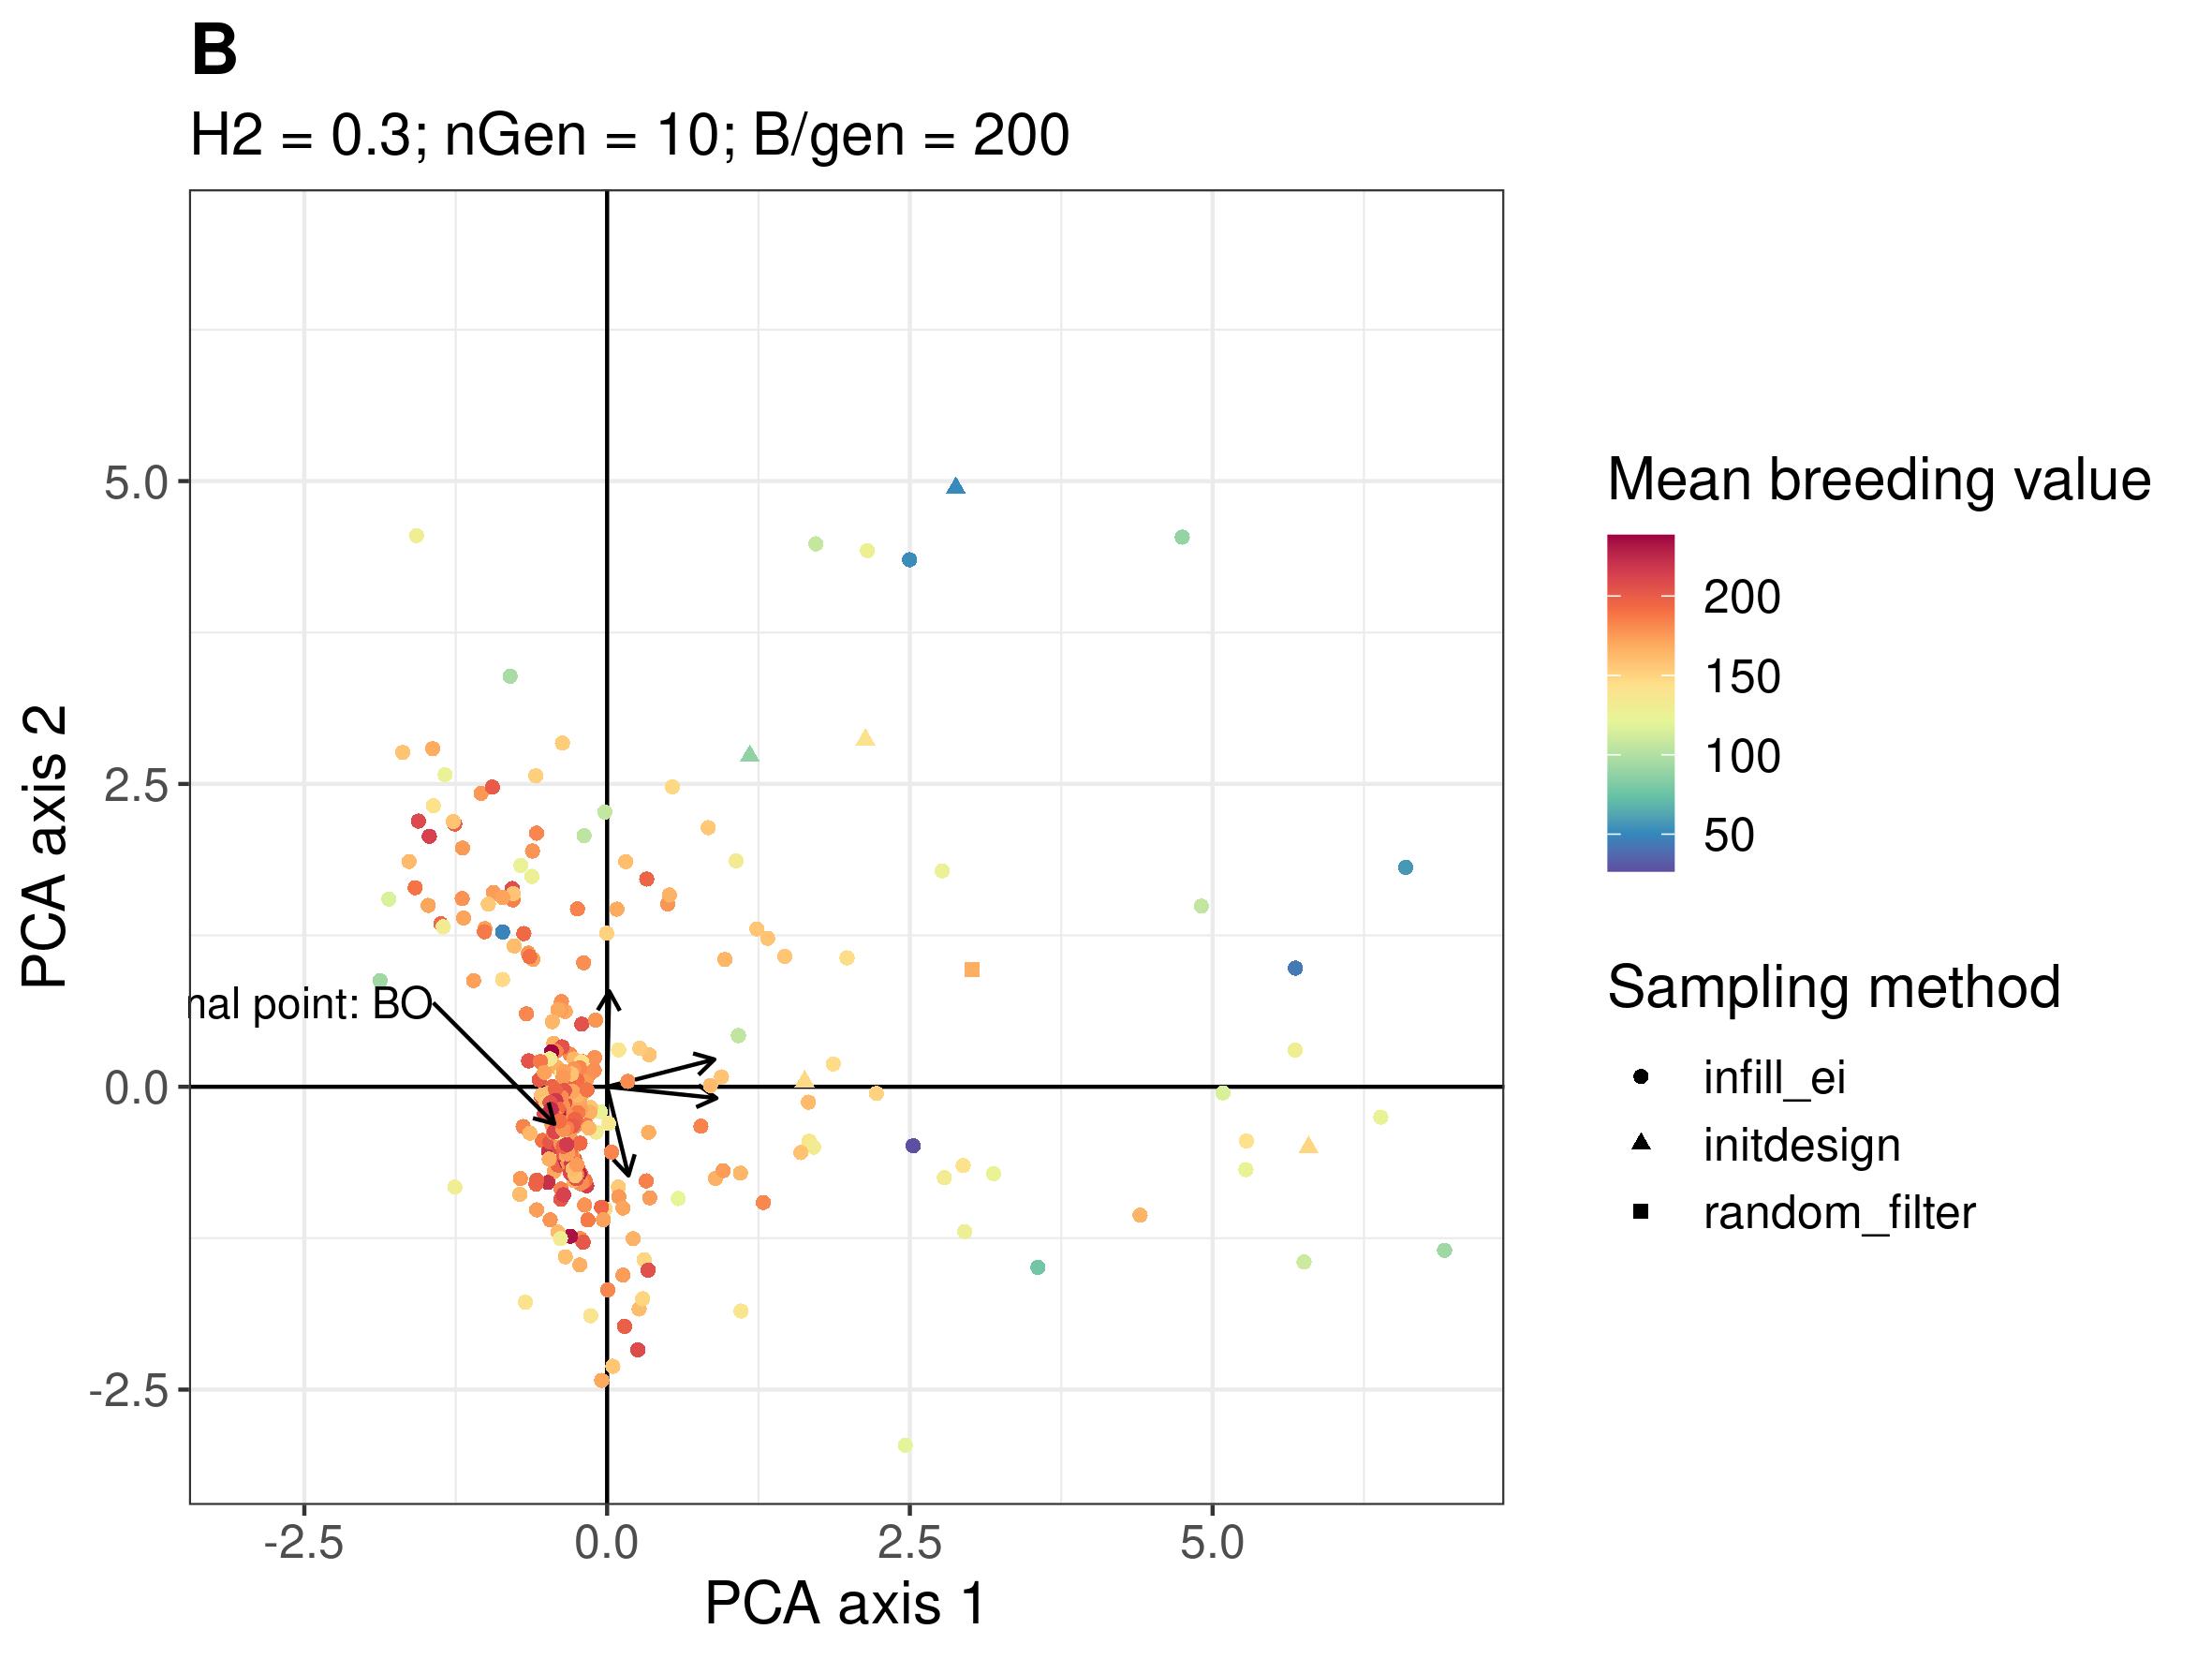 B
H2 = 0.3; nGen = 10; B/gen = 200
PCA axis 2
5.0
2.5
0.0
-2.5
nal point: BO
-2.5
0.0
2.5
5.0
PCA axis 1
Mean breeding value
200
150
100
50
Sampling method
infill_ei
initdesign
random_filter